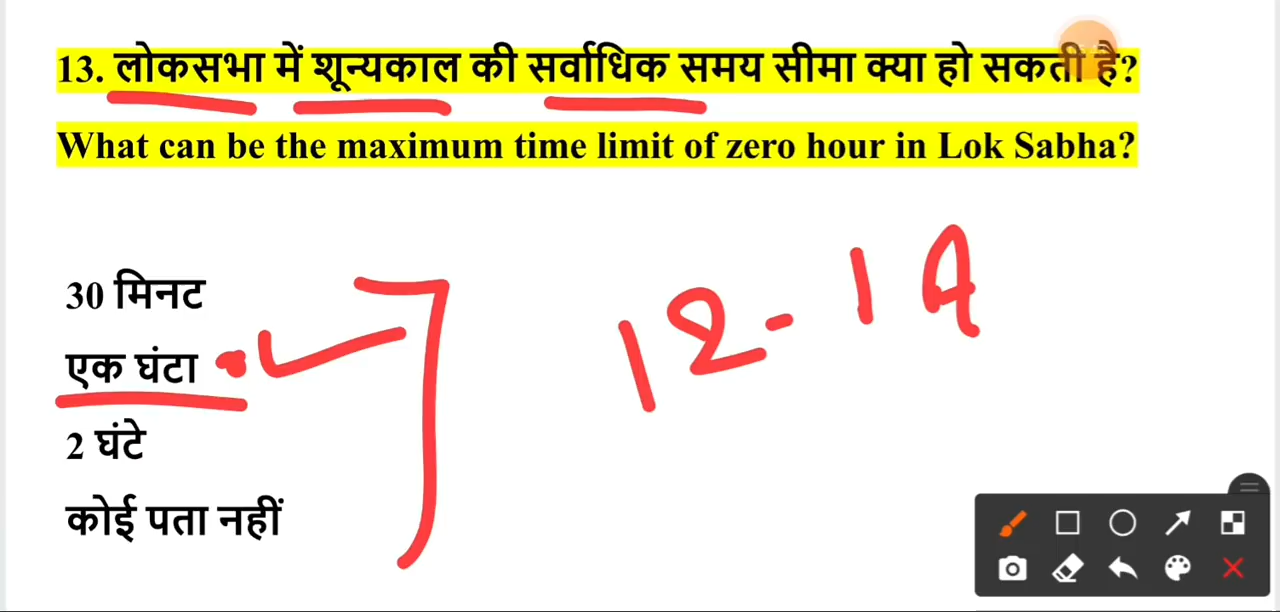 13. लोकसभा में शून्यकाल की सर्वाधिक समय सीमा क्या हो सकती है?
What can be the maximum time limit of zero hour in Lok Sabha?
30 मिनट
एक घंटा
2 घंटे
कोई पता नहीं
12-1